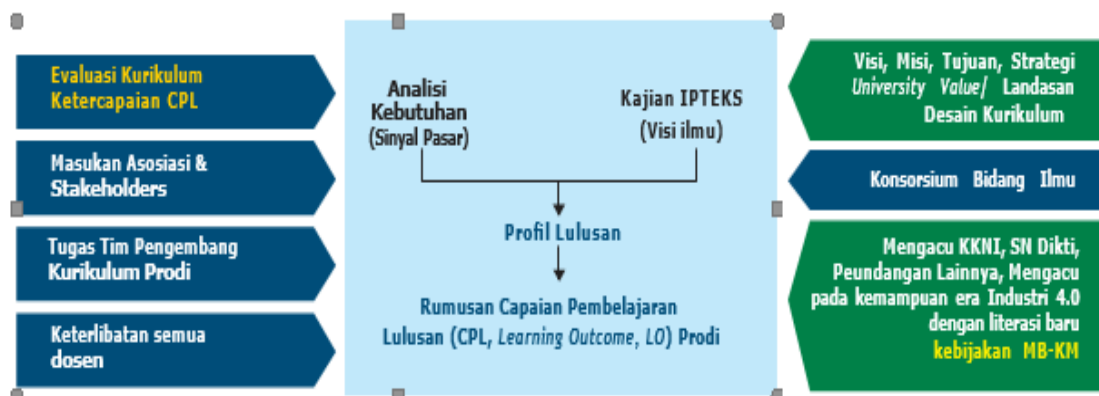 Evaluasi Kurikulum
Ketercapaian CPL
Masukan Asosiasi &
Stakeholders
Tugas Tim Pengembang
Kurikulum Prodi
Keterlibatan semua
dosen
Analisi
Kebutuhan
(Sinyal Pasar)
Kajian IPTEKS
(Visi ilmu)
Profil Lulusan
Rumusan Capaian Pembelajaran
Lulusan (CPL, Learning Outcome, LO) Prodi
Visi, Misi, Tujuan, Strategi
University Value/ Landasan
Desain Kurikulum
Konsorsium Bidang Ilmu
Mengacu KKNI, SN Dikti,
Peundangan Lainnya, Mengacu
pada kemampuan era Industri 4.0
dengan literasi baru
kebijakan MB-KM